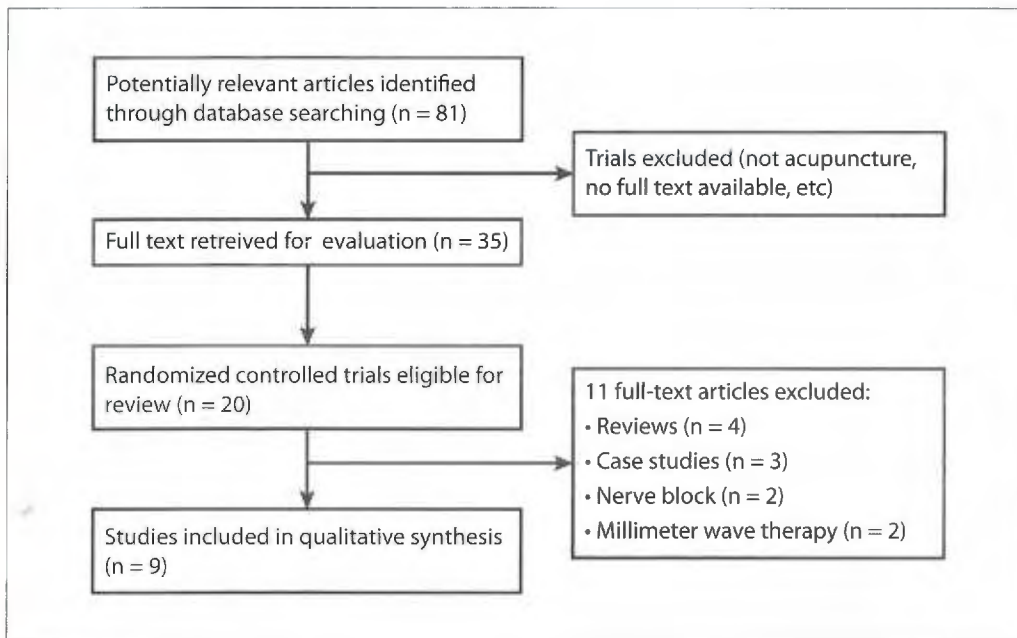 Potentially relevant articles identified
through database searching (n = 81)
Trials excluded (not acupuncture,
no full text available, etc)
Full text retreived for evaluation (n = 35)
Randomized controlled trials eligible for
review (n = 20)
11 full-text articles excluded:
• Reviews (n = 4)
• Case studies (n = 3)
• Nerve block (n = 2)
• Millimeter wave therapy (n = 2)
Studies included in qualitative synthesis
(n = 9)